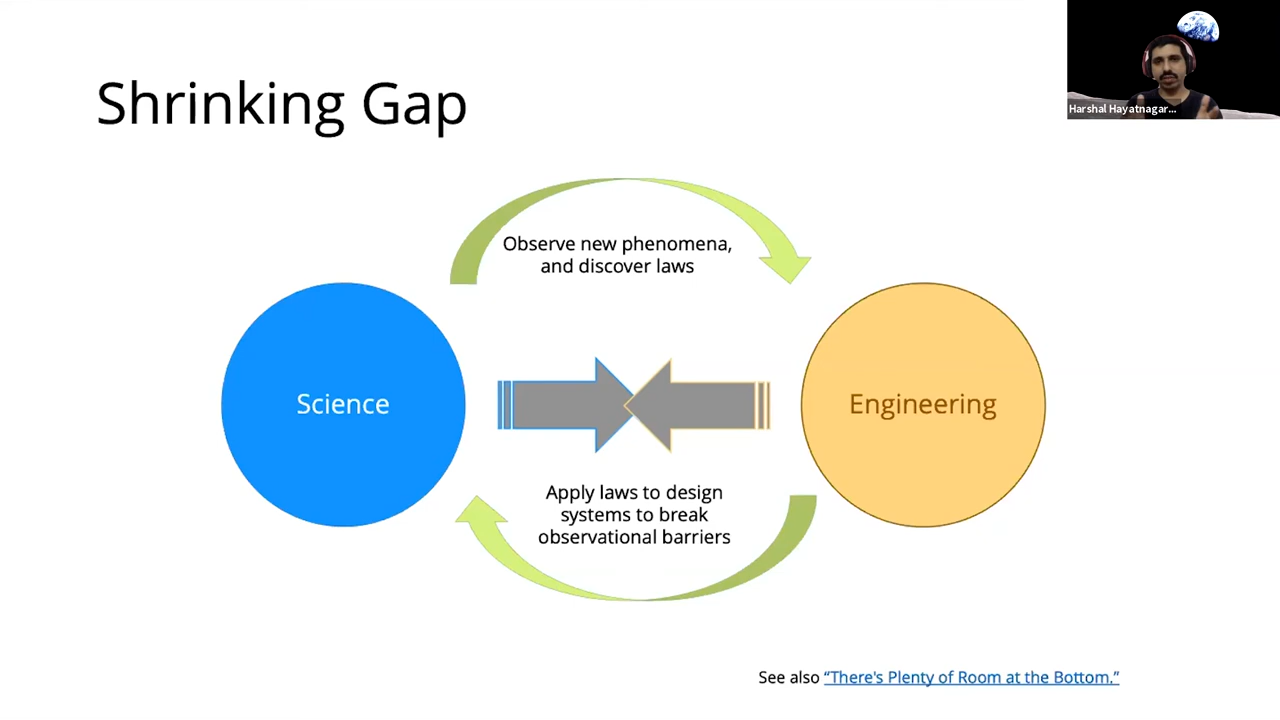 Harshal Hayatnagar...
Shrinking Gap
Observe new phenomena,
and discover laws
Science
Engineering
Apply laws to design
systems to break
observational barriers
See also “There's Plenty of Room at the Bottom.”